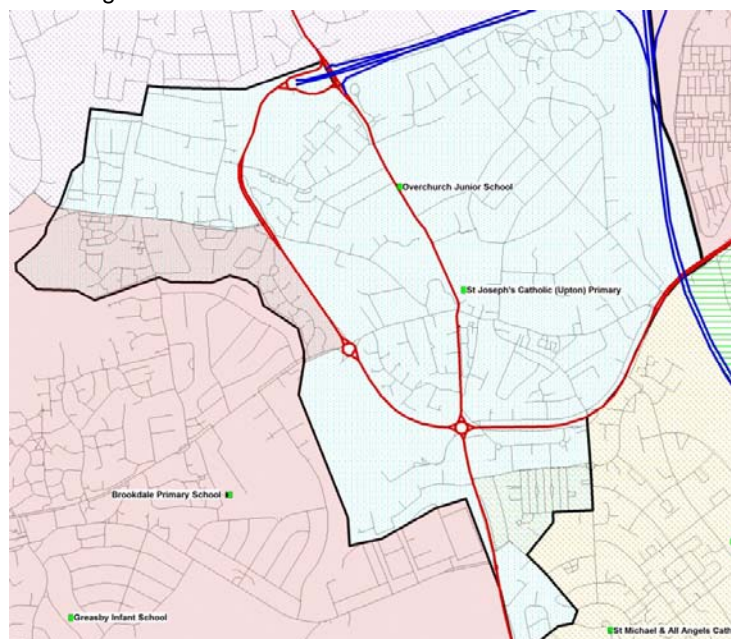 Overchurch Junior School
St Joseph's Catholic (Upton) Primary
Brookdale Primary School
Greasby Infant School
St Michael & All Angels Cath